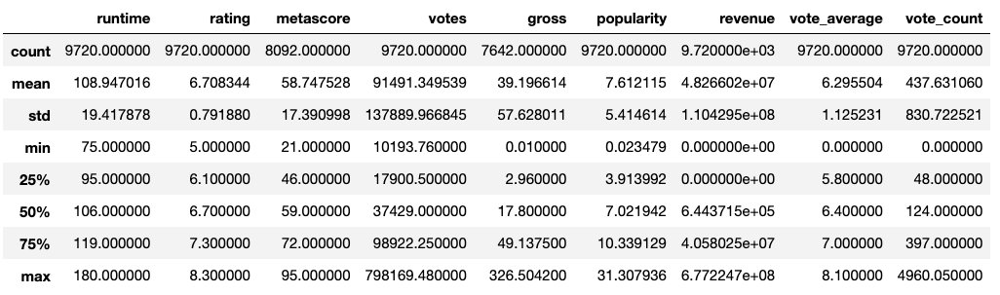 runtime rating metascore votes gross popularity revenue vote_average vote_count
count 9720.000000 9720.000000 8092.000000 9720.000000 7642.000000 9720.000000 9.720000e+03 9720.000000 9720.000000
mean 108.947016 6.708344 58.747528 91491.349539 39.196614 7.612115 4.826602e+07 6.295504 437.631060
std 19.417878 0.791880 17.390998 137889.966845 57.628011 5.414614 1.104295e+08 1.125231 830.722521
min 75.000000 5.000000 21.000000 10193.760000 0.010000 0.023479 0.000000e+00 0.000000 0.000000
25% 95.000000 6.100000 46.000000 17900.500000 2.960000 3.913992 0.000000e+00 5.800000 48.000000
50% 106.000000 6.700000 59.000000 37429.000000 17.800000 7.021942 6.443715e+05 6.400000 124.000000
75% 119.000000 7.300000 72.000000 98922.250000 49.137500 10.339129 4.058025e+07 7.000000 397.000000
max 180.000000 8.300000 95.000000 798169.480000 326.504200 31.307936 6.772247e+08 8.100000 4960.050000